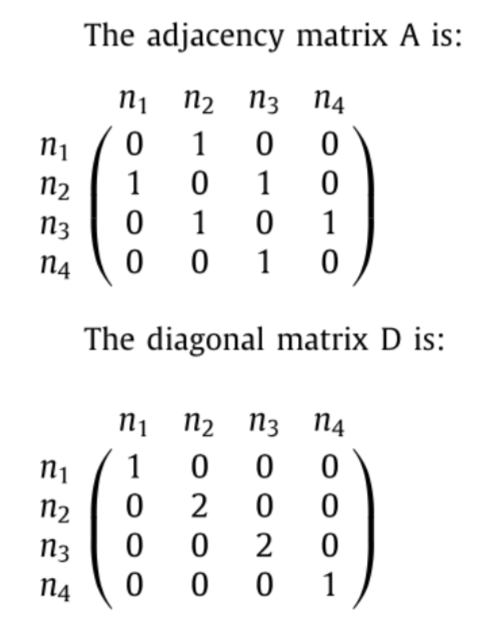 The adjacency matrix A is:
n1 n2 n3 n4
n1 0 1 0 0
n2 1 0 1 0
n3 0 1 0 1
n4 0 0 1 0
The diagonal matrix D is:
n1 n2 n3 n4
n1 1 0 0 0
n2 0 2 0 0
n3 0 0 2 0
n4 0 0 0 1